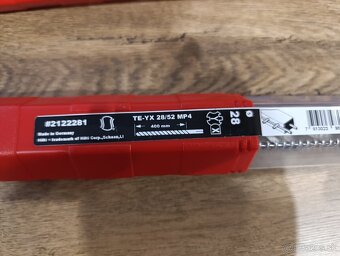 #2122281
Made in Germany
Hilti = trademark of Hilti Corp., Schaan, LI
TE-YX 28/52 MP4
400 mm
28